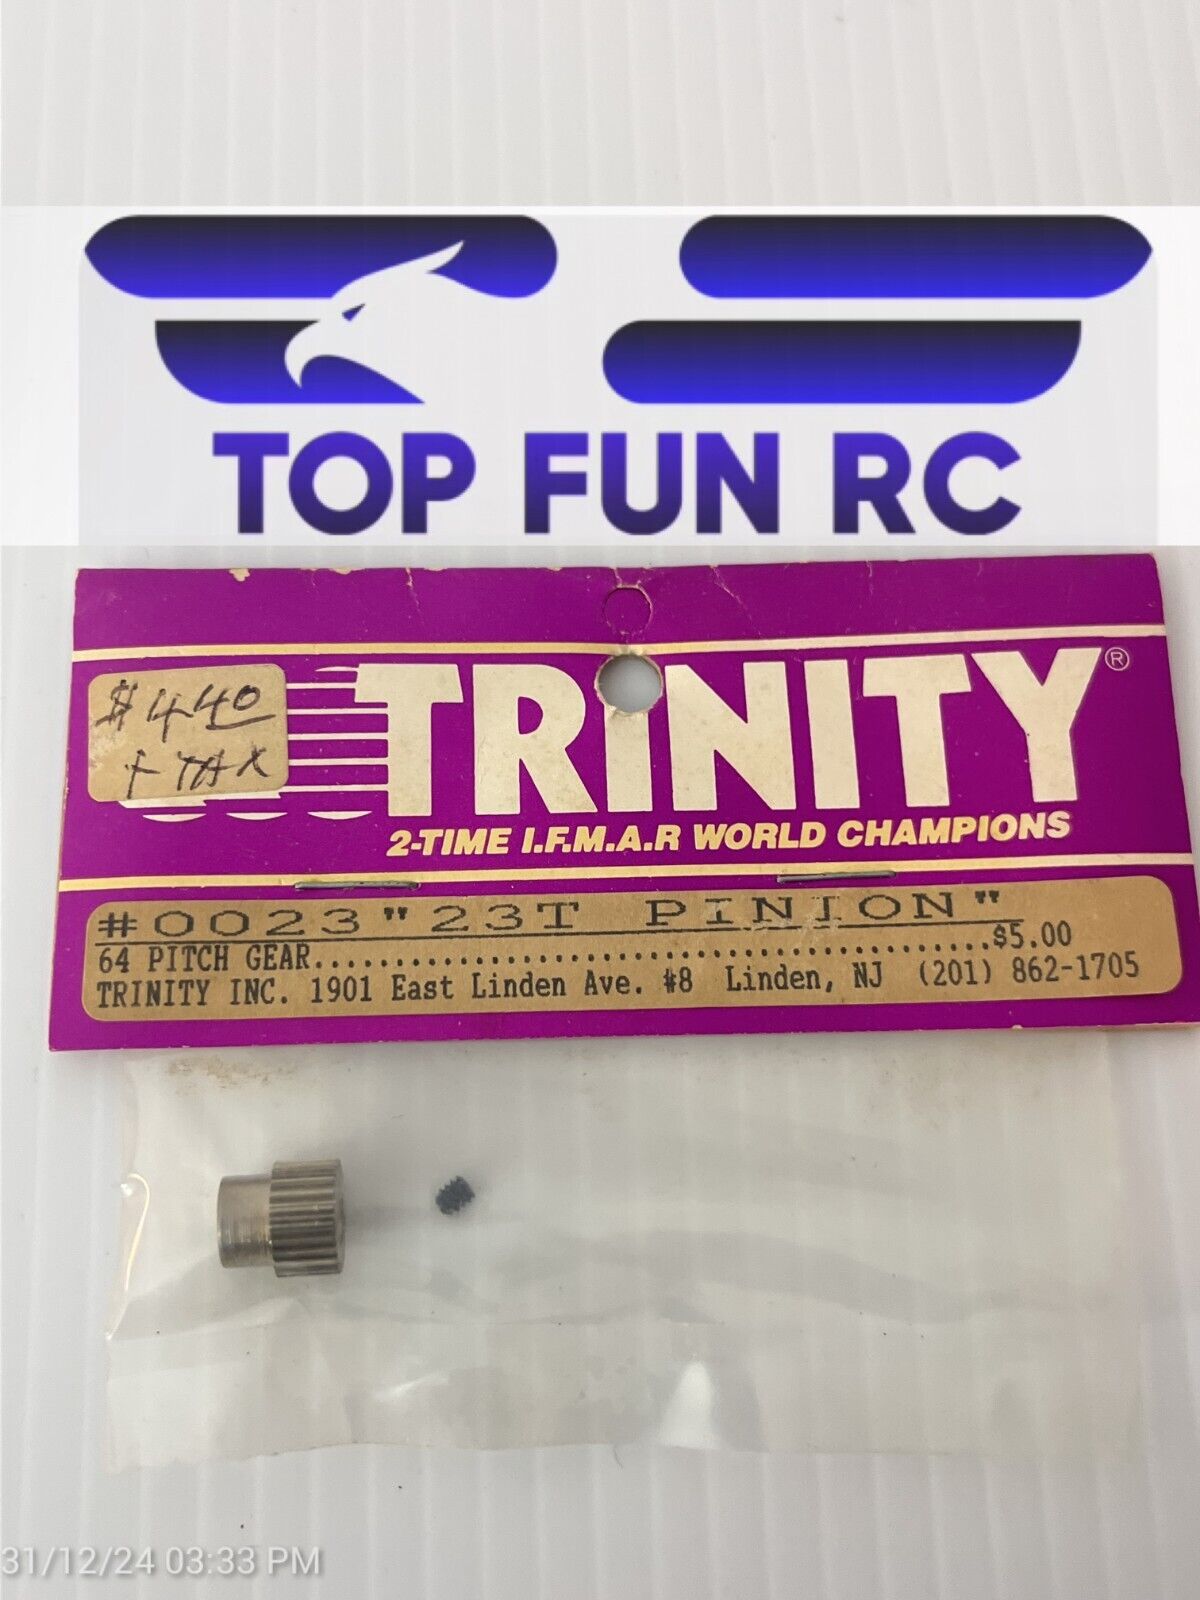 TOP FUN RC
$4.40
+ TAX
TRINITY®
2-TIME I.F.M.A.R WORLD CHAMPIONS
#0023"23T PINION"
64 PITCH GEAR....................................................$5.00
TRINITY INC. 1901 East Linden Ave. #8 Linden, NJ (201) 862-1705
31/12/24 03:33 PM